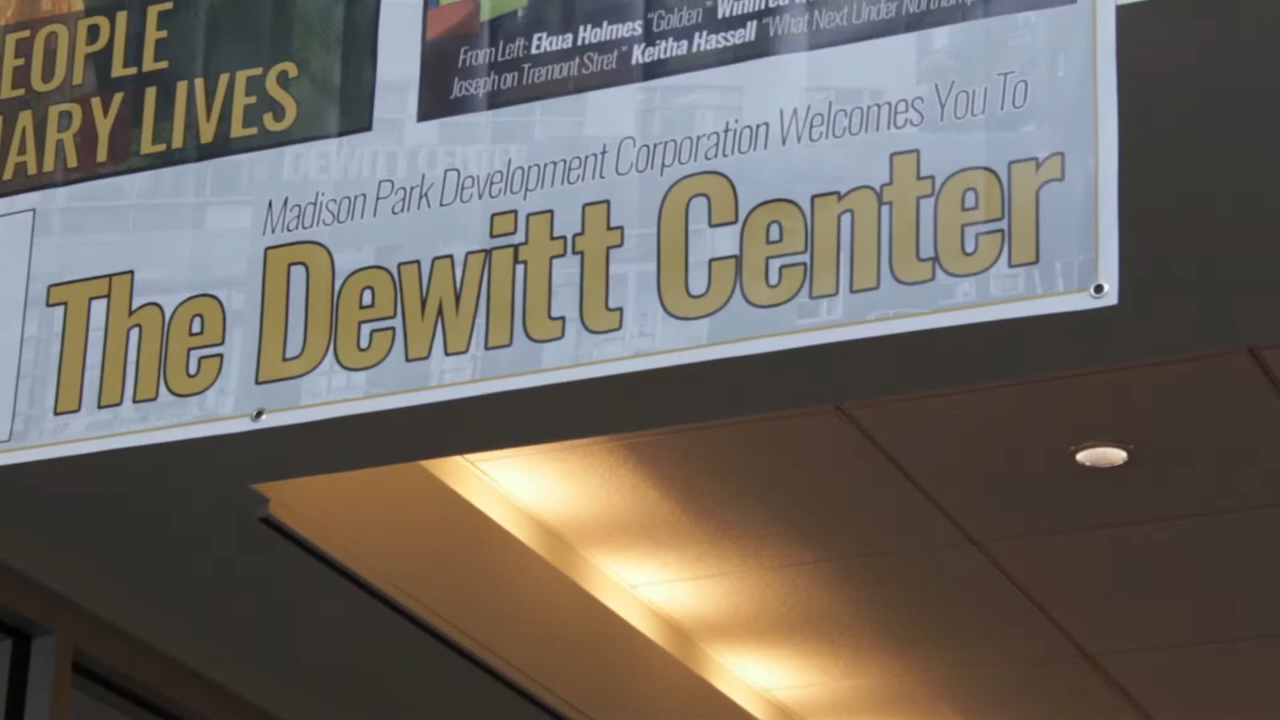 EOPLE
ARY LIVES
From Left: Ekua Holmes "Golden"
Joseph on Tremont Stret" Keitha Hassell "What Next Under
Madison Park Development Corporation Welcomes You To
The Dewitt Center